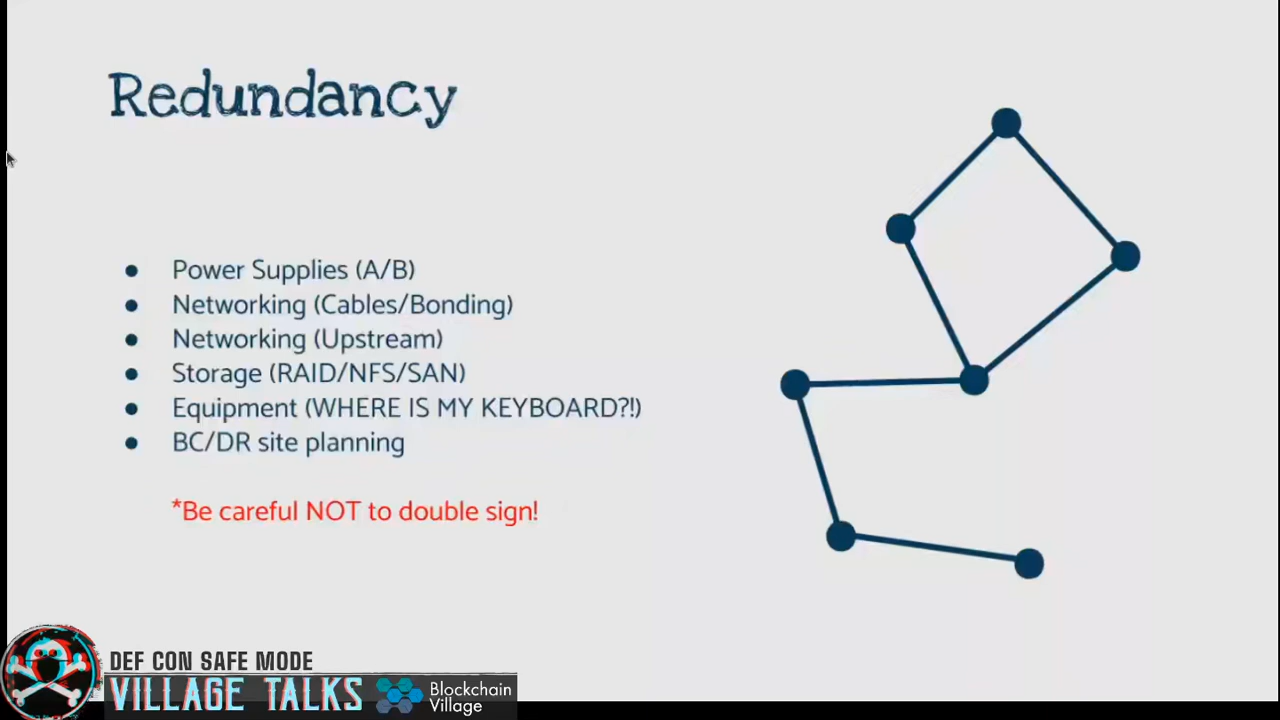 Redundancy
● Power Supplies (A/B)
● Networking (Cables/Bonding)
● Networking (Upstream)
● Storage (RAID/NFS/SAN)
● Equipment (WHERE IS MY KEYBOARD?!)
● BC/DR site planning
*Be careful NOT to double sign!
DEF CON SAFE MODE
VILLAGE TALKS
Blockchain
Village